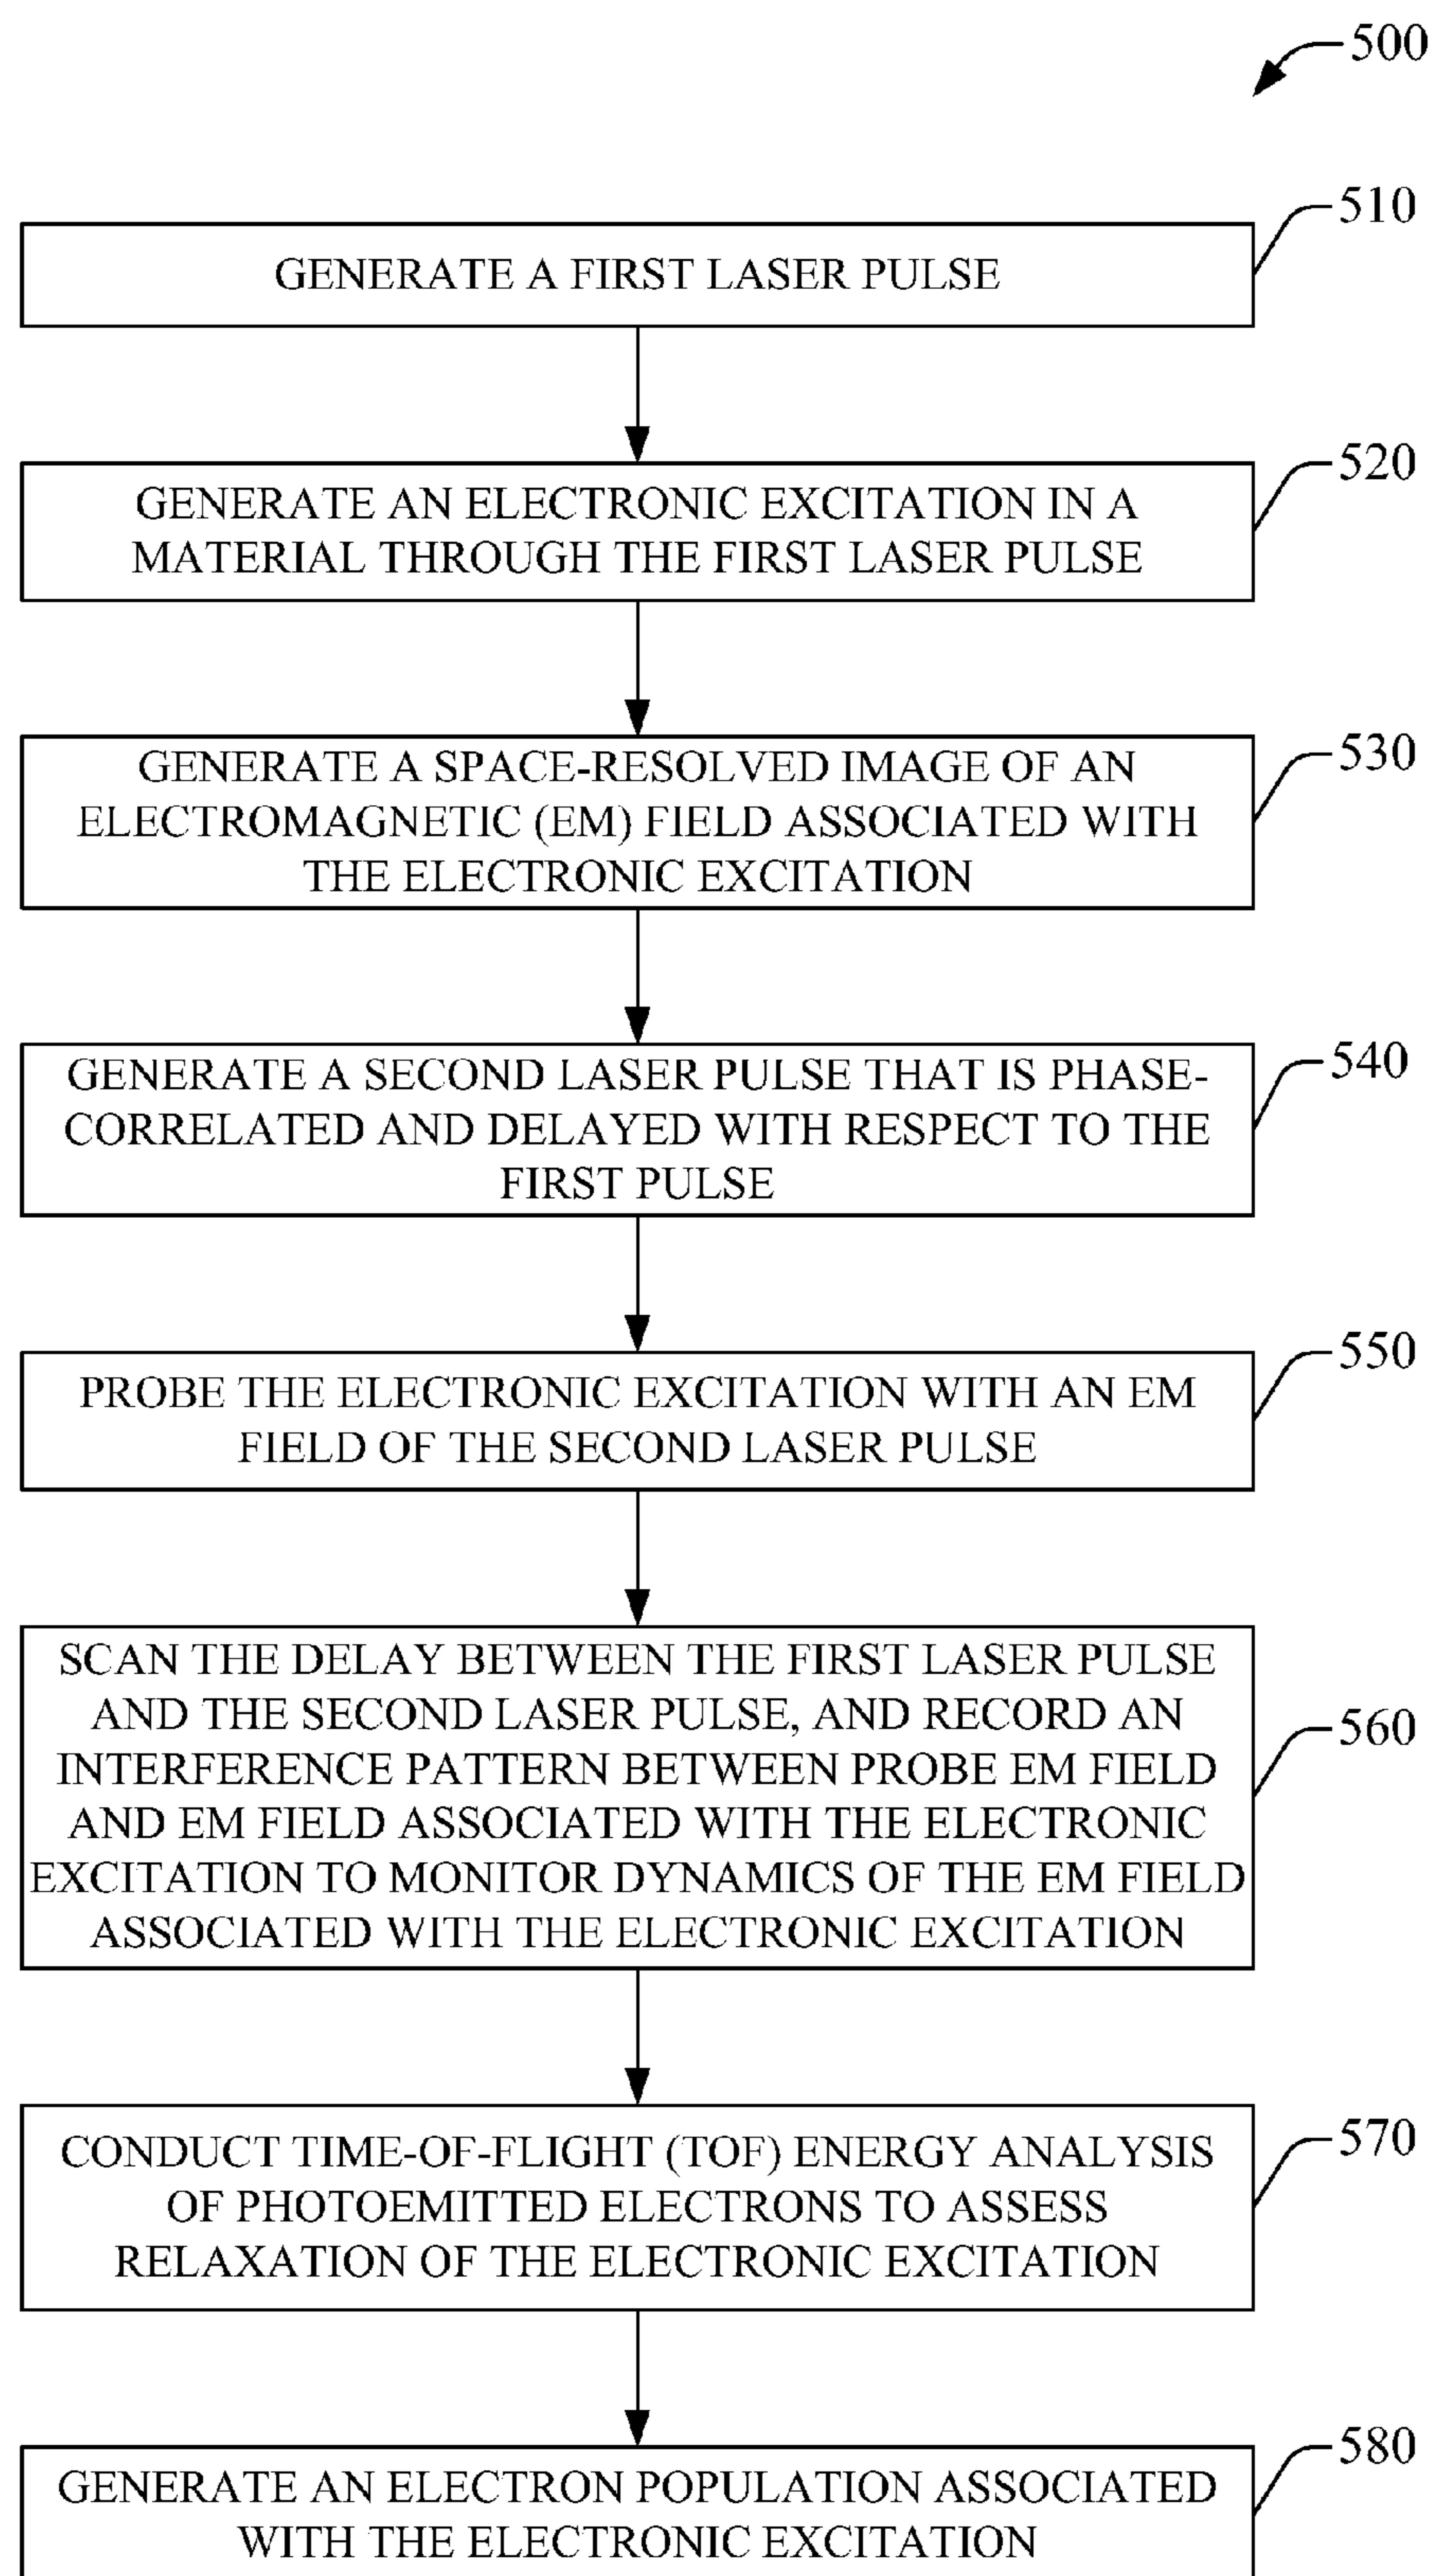 500
510
GENERATE A FIRST LASER PULSE
520
GENERATE AN ELECTRONIC EXCITATION IN A
MATERIAL THROUGH THE FIRST LASER PULSE
530
GENERATE A SPACE-RESOLVED IMAGE OF AN
ELECTROMAGNETIC (EM) FIELD ASSOCIATED WITH
THE ELECTRONIC EXCITATION
540
GENERATE A SECOND LASER PULSE THAT IS PHASE-
CORRELATED AND DELAYED WITH RESPECT TO THE
FIRST PULSE
550
PROBE THE ELECTRONIC EXCITATION WITH AN EM
FIELD OF THE SECOND LASER PULSE
560
SCAN THE DELAY BETWEEN THE FIRST LASER PULSE
AND THE SECOND LASER PULSE, AND RECORD AN
INTERFERENCE PATTERN BETWEEN PROBE EM FIELD
AND EM FIELD ASSOCIATED WITH THE ELECTRONIC
EXCITATION TO MONITOR DYNAMICS OF THE EM FIELD
ASSOCIATED WITH THE ELECTRONIC EXCITATION
570
CONDUCT TIME-OF-FLIGHT (TOF) ENERGY ANALYSIS
OF PHOTOEMITTED ELECTRONS TO ASSESS
RELAXATION OF THE ELECTRONIC EXCITATION
580
GENERATE AN ELECTRON POPULATION ASSOCIATED
WITH THE ELECTRONIC EXCITATION